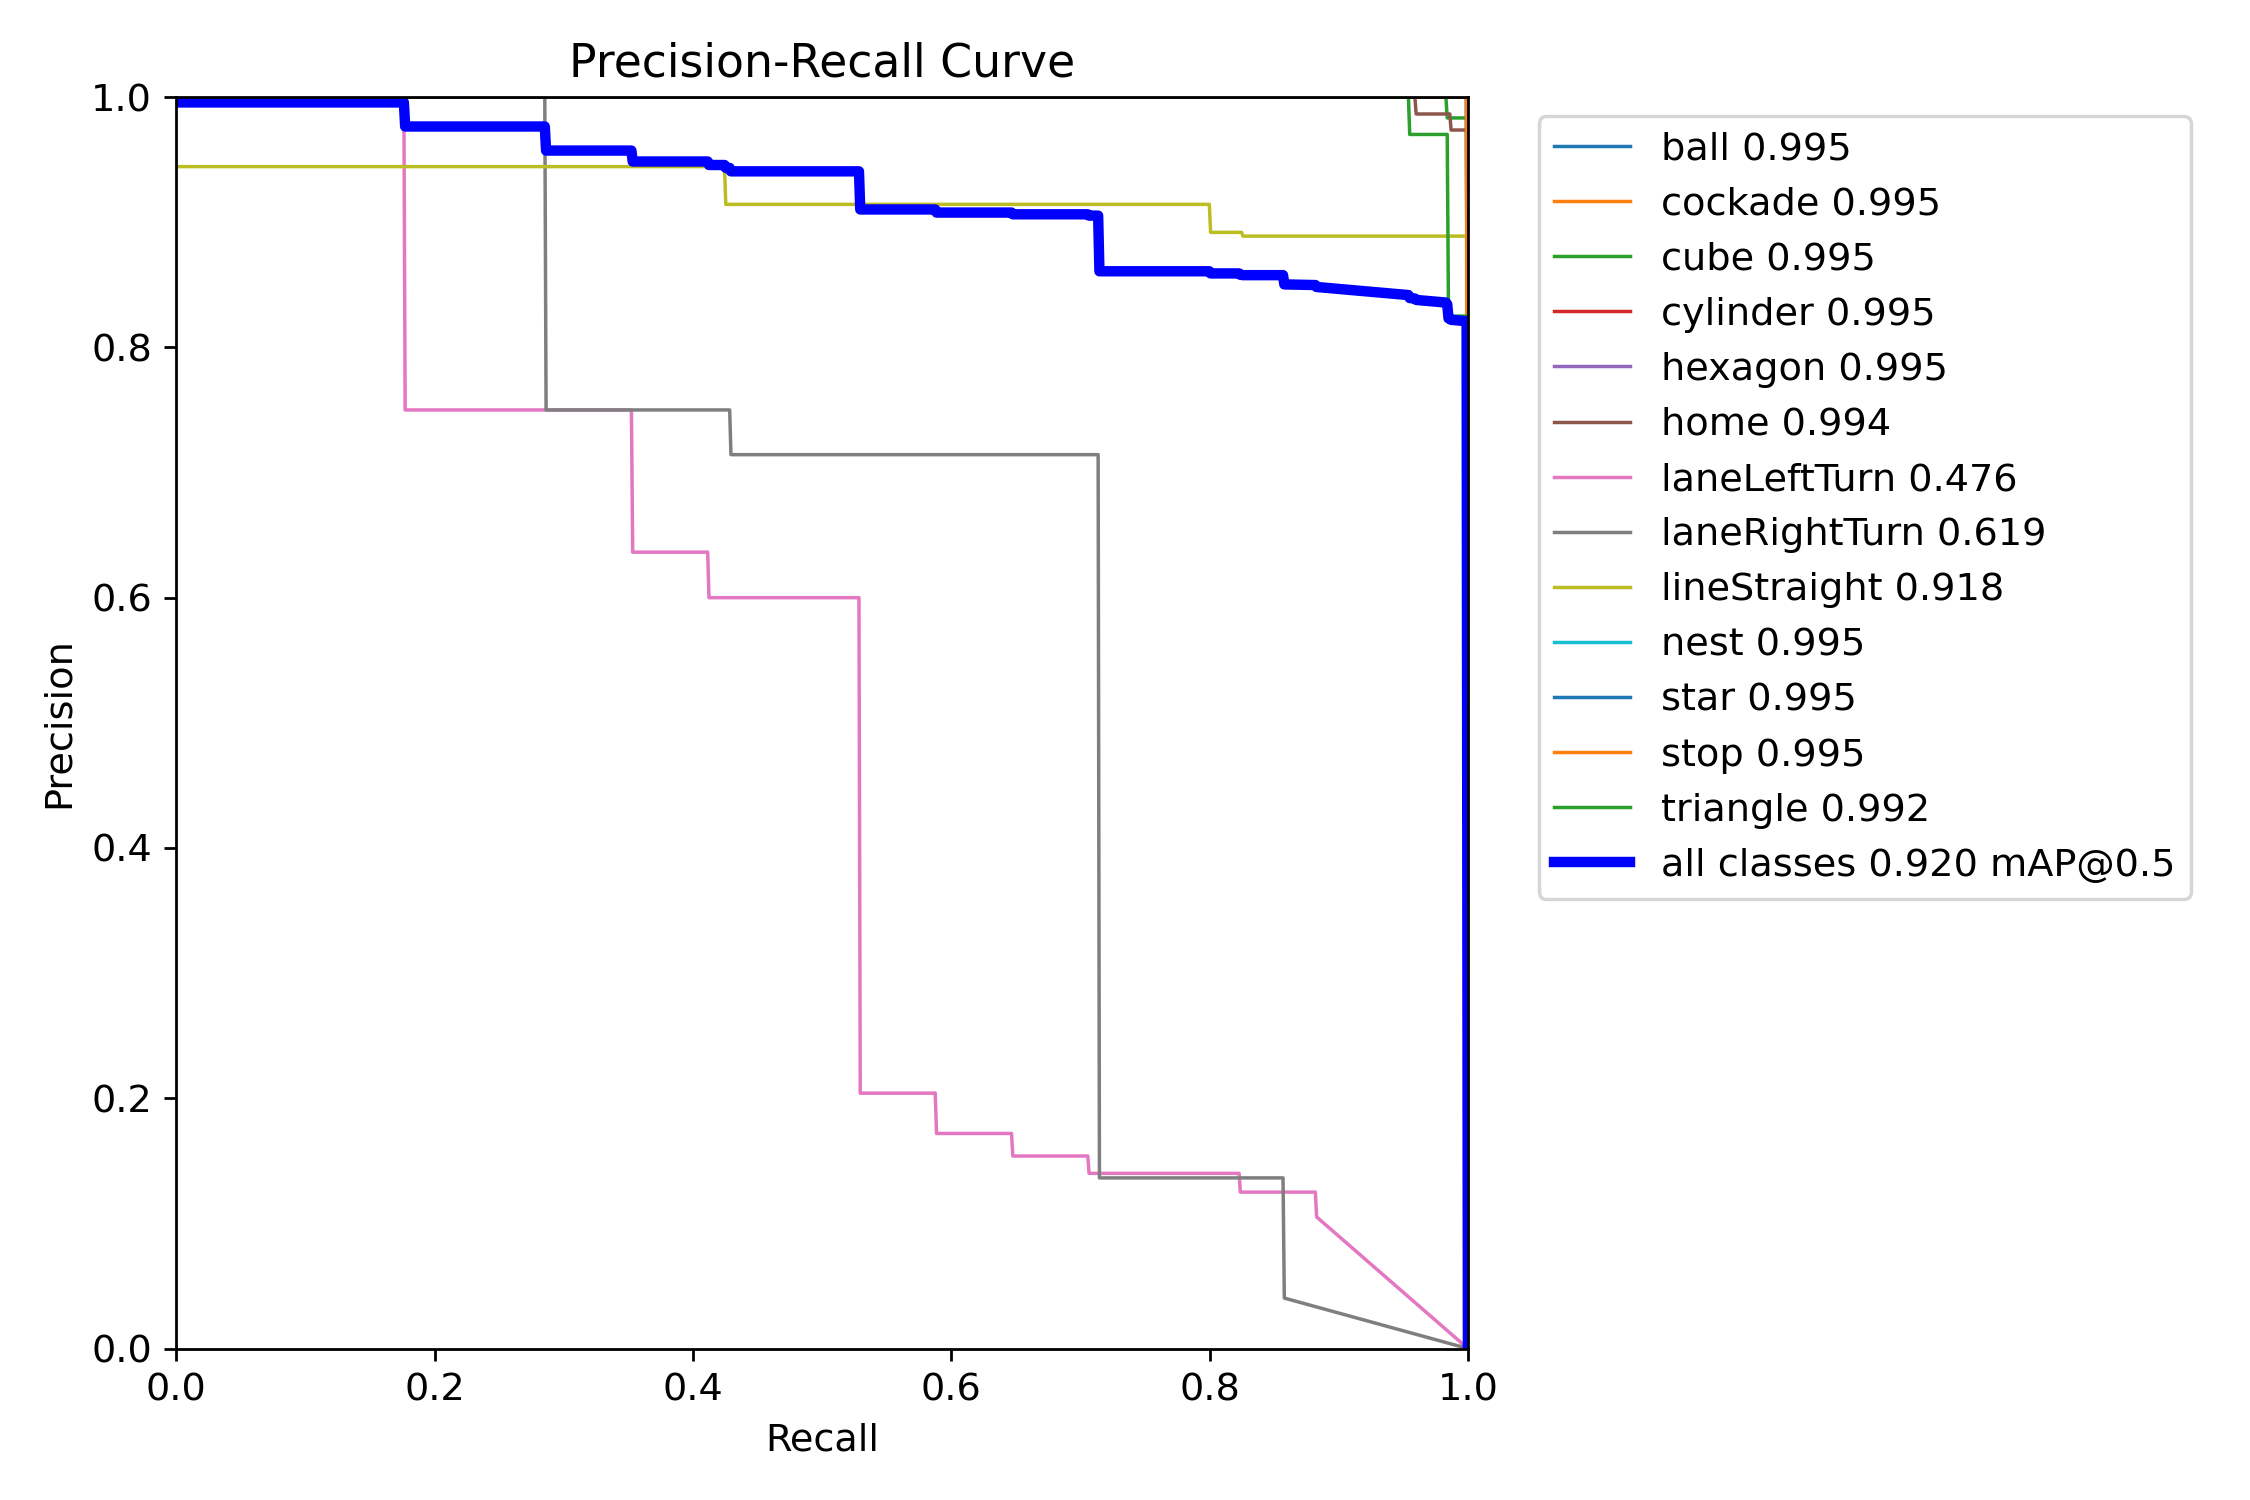 Precision-Recall Curve
1.0
0.8
0.6
0.4
0.2
0.0
Precision
0.0 0.2 0.4 0.6 0.8 1.0
Recall
ball 0.995
cockade 0.995
cube 0.995
cylinder 0.995
hexagon 0.995
home 0.994
laneLeftTurn 0.476
laneRightTurn 0.619
lineStraight 0.918
nest 0.995
star 0.995
stop 0.995
triangle 0.992
all classes 0.920 mAP@0.5